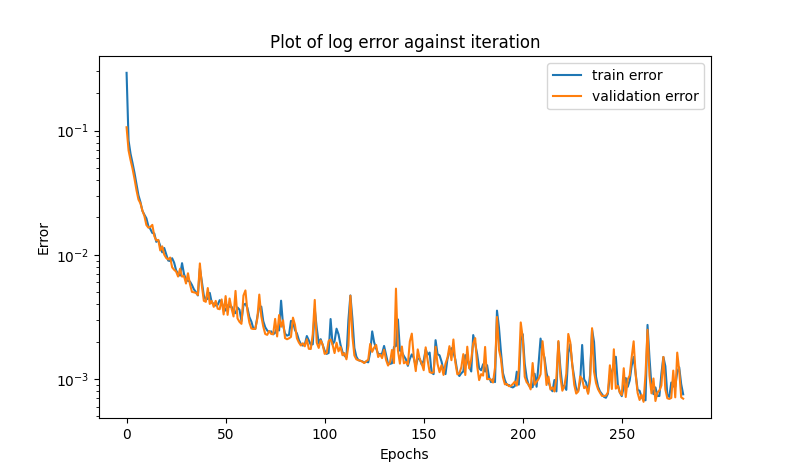 Plot of log error against iteration
train error
validation error
Error
10⁻¹
10⁻²
10⁻³
0
50
100
150
200
250
Epochs